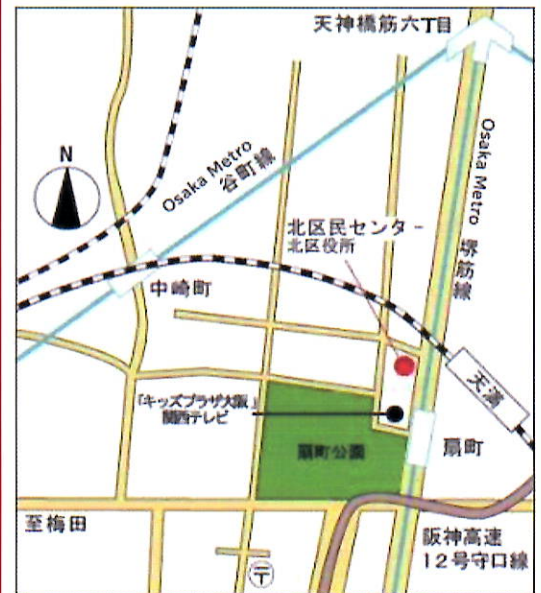 天神橋筋六丁目
N
Osaka Metro
谷町線
Osaka Metro
堺筋線
北区民センター
北区役所
中崎町
天満
「キッズプラザ大阪」
関西テレビ
扇町公園
扇町
至梅田
阪神高速
12号守口線
〒